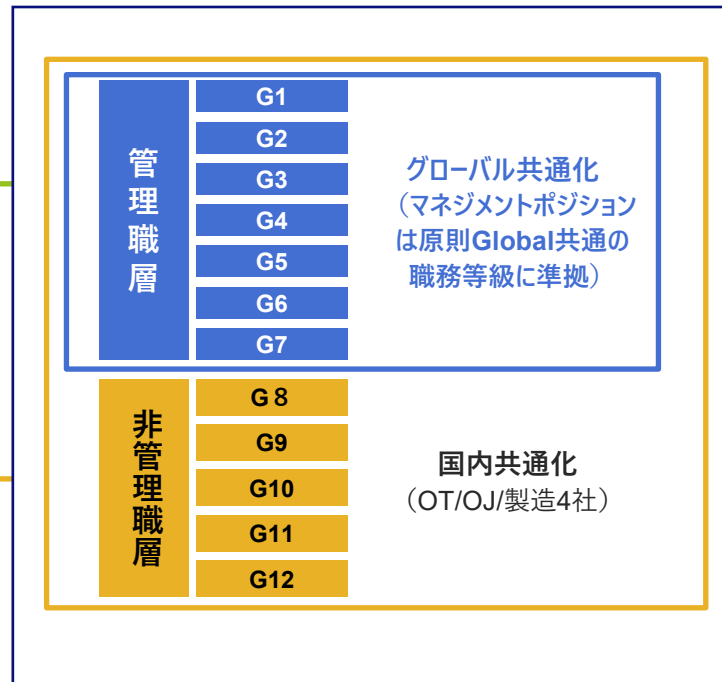 管理職層
G1
G2
G3
G4
G5
G6
G7
グローバル共通化
（マネジメントポジション
は原則Global共通の
職務等級に準拠）
非管理職層
G８
G9
G10
G11
G12
国内共通化
（OT/OJ/製造4社）